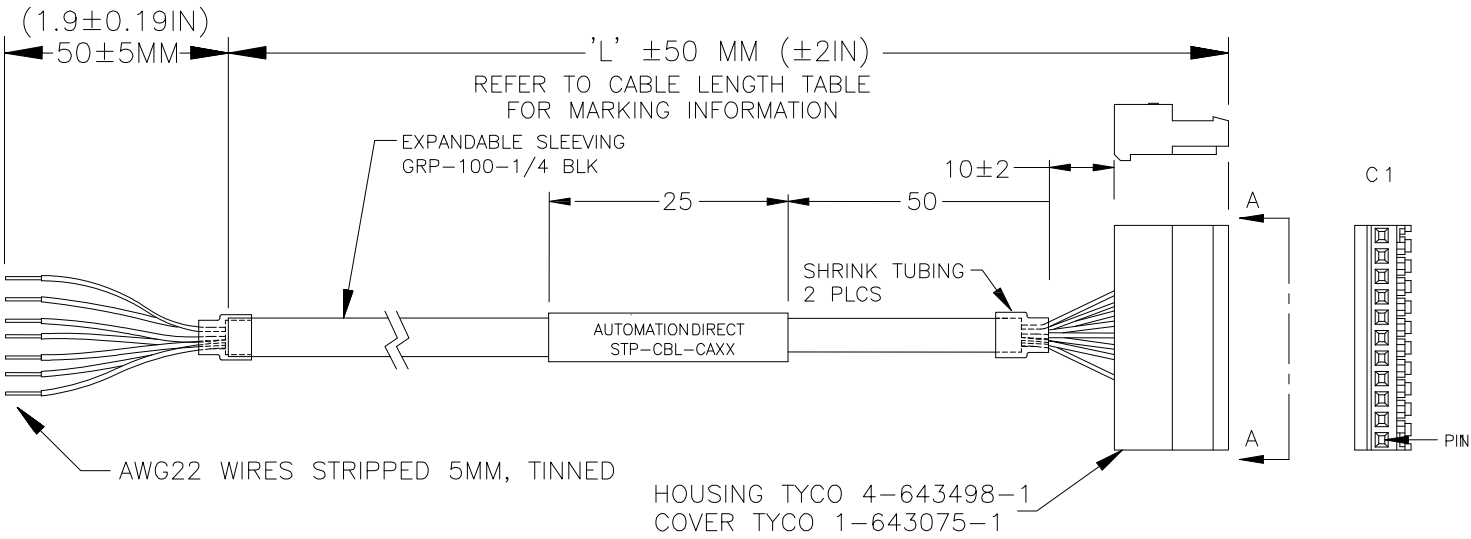 (1.9±0.19IN)
50±5MM
'L' ±50 MM (±2IN)
REFER TO CABLE LENGTH TABLE
FOR MARKING INFORMATION
EXPANDABLE SLEEVING
GRP-100-1/4 BLK
10±2
C1
25
50
A
SHRINK TUBING
2 PLCS
AUTOMATIONDIRECT
STP-CBL-CAXX
A
PIN
AWG22 WIRES STRIPPED 5MM, TINNED
HOUSING TYCO 4-643498-1
COVER TYCO 1-643075-1